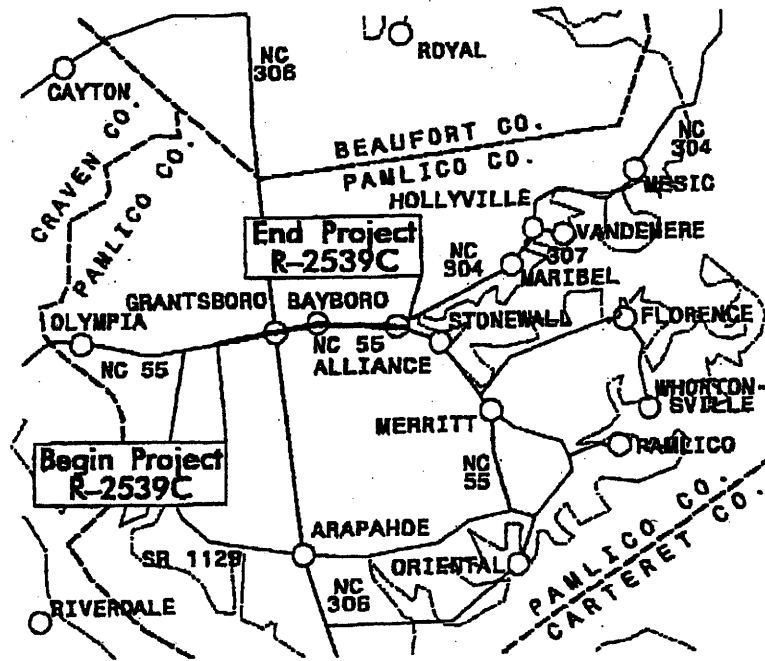 NC
306
ROYAL
CAYTON
CRAVEN CO.
PAMLICO CO.
BEAUFORT CO.
PAMLICO CO.
NC
304
MESIC
HOLLYVILLE
VANDEMERE
End Project
R-2539C
NC
304
307
MARIBEL
GRANTSBORO
BAYBORO
OLYMPIA
STONEWALL
FLORENCE
NC 55
NC 55
ALLIANCE
WHORTON-
SVILLE
MERRITT
PAMLICO
Begin Project
R-2539C
NC
55
ARAPAHOE
SR 1129
ORIENTAL
NC
306
RIVERDALE
PAMLICO CO.
CARTERET CO.